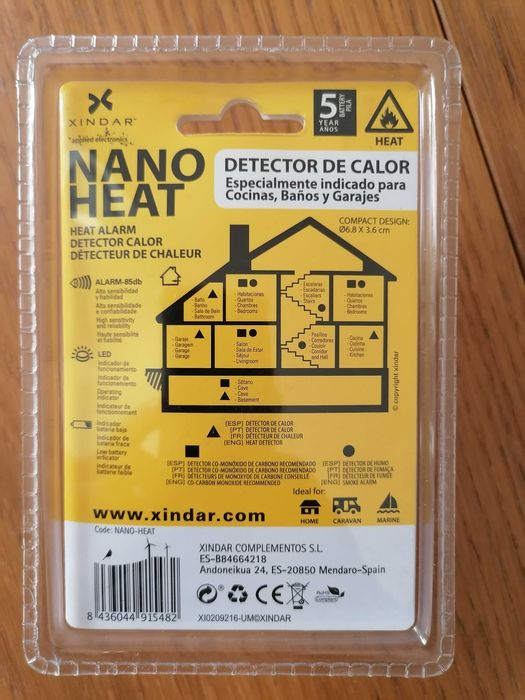 XINDAR
"applied electronics"
5
YEAR
AÑOS
BATTERY
PILA
HEAT
NANO
HEAT
DETECTOR DE CALOR
Especialmente indicado para
Cocinas, Baños y Garajes
HEAT ALARM
DETECTOR CALOR
DÉTECTEUR DE CHALEUR
COMPACT DESIGN:
Ø6.8 X 3.6 cm
ALARM-85db
Alta sensibilidad
y fiabilidad
Alta sensibilidade
e confiabilidade
High sensitivity
and reliability
Haute sensibilité
et fiabilité
LED
Indicador de
funcionamiento
Indicador de
funcionamento
Operating
indicator
Indicateur de
fonctionnement
Indicador
batería baja
Indicador de
bateria fraca
Low battery
indicator
Indicateur de
batterie faible
- Baño
- Banho
- Sale de Bain
- Bathroom
- Habitaciones
- Quartos
- Chambres
- Bedrooms
- Escaleras
- Escadarias
- Escaliers
- Stairs
- Habitaciones
- Quartos
- Chambres
- Bedrooms
- Garaje
- Garagem
- Garage
- Garage
- Salon
- Sala de Estar
- Séjour
- Livingroom
- Pasillos
- Corredores
- Couloir
- Corridor
and Hall
- Cocina
- Cozinha
- Cuisine
- Kitchen
- Sótano
- Cave
- Cave
- Basement
© copyright xindar
[ESP] DETECTOR DE CALOR
[PT] DETECTOR DE CALOR
[FR] DÉTECTEUR DE CHALEUR
[ENG] HEAT DETECTOR
[ESP] DETECTOR CO-MONÓXIDO DE CARBONO RECOMENDADO
[PT] DETECTOR CO-MONÓXIDO DE CARBONO RECOMENDADO
[FR] DÉTECTEURS DE MONOXYDE DE CARBONE CONSEILLÉ
[ENG] CO-CARBON MONOXIDE RECOMMENDED
[ESP] DETECTOR DE HUMO
[PT] DETECTOR DE FUMAÇA
[FR] DÉTECTEUR DE FUMÉE
[ENG] SMOKE ALARM
Ideal for:
HOME
CARAVAN
MARINE
www.xindar.com
Code: NANO-HEAT
8 436044 915482
XINDAR COMPLEMENTOS S.L.
ES-B84664218
Andoneikua 24, ES-20850 Mendaro-Spain
CE
RoHS
Compliant
XI0209216-UM©XINDAR